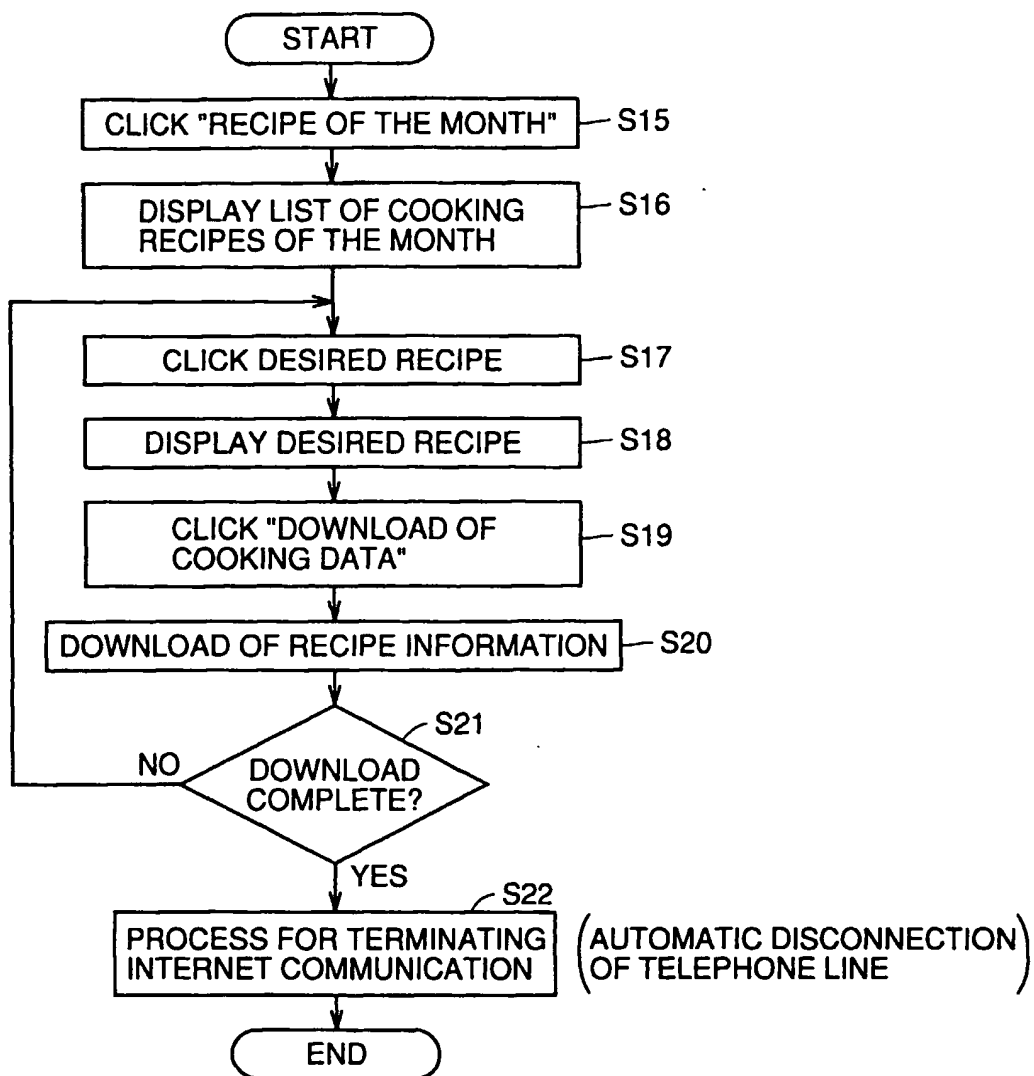 START
CLICK "RECIPE OF THE MONTH"
S15
DISPLAY LIST OF COOKING
RECIPES OF THE MONTH
S16
CLICK DESIRED RECIPE
S17
DISPLAY DESIRED RECIPE
S18
CLICK "DOWNLOAD OF
COOKING DATA"
S19
DOWNLOAD OF RECIPE INFORMATION
S20
S21
NO
DOWNLOAD
COMPLETE?
YES
S22
PROCESS FOR TERMINATING
INTERNET COMMUNICATION
(AUTOMATIC DISCONNECTION
OF TELEPHONE LINE)
END